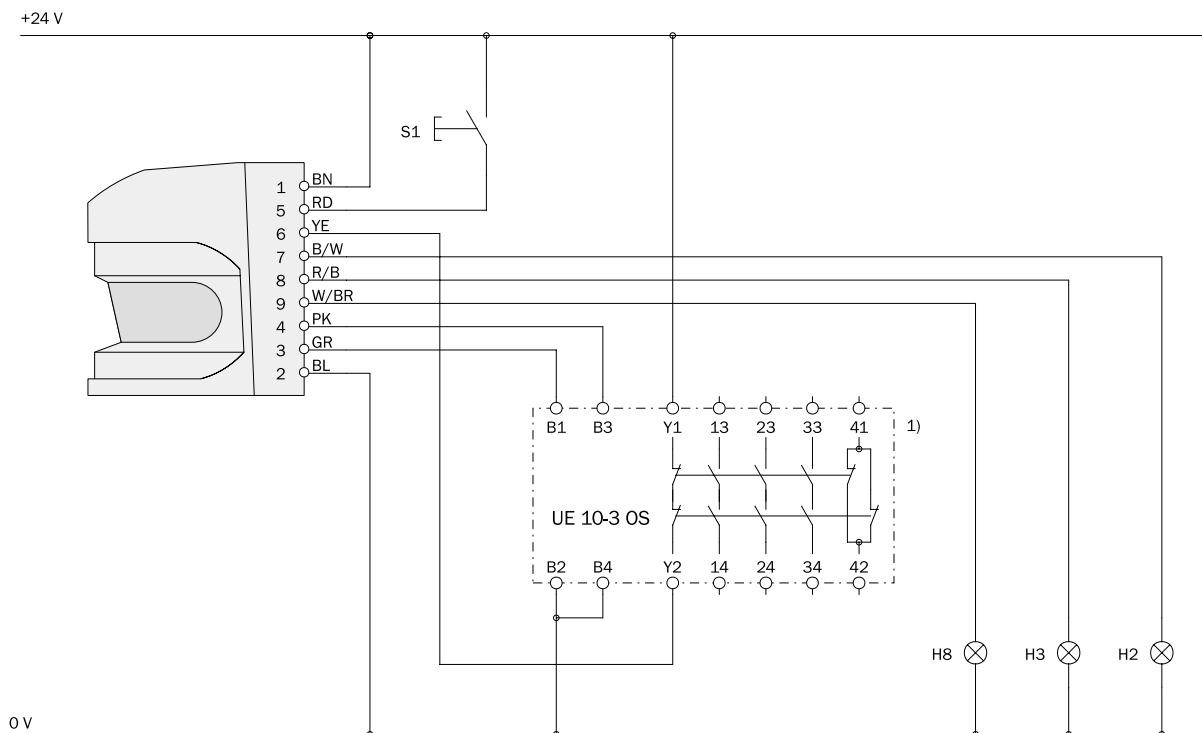 +24 V
S1
1 BN
5 RD
6 YE
7 B/W
8 R/B
9 W/BR
4 PK
3 GR
2 BL
B1 B3 Y1 13 23 33 41 1)
UE 10-3 OS
B2 B4 Y2 14 24 34 42
H8 H3 H2
0 V